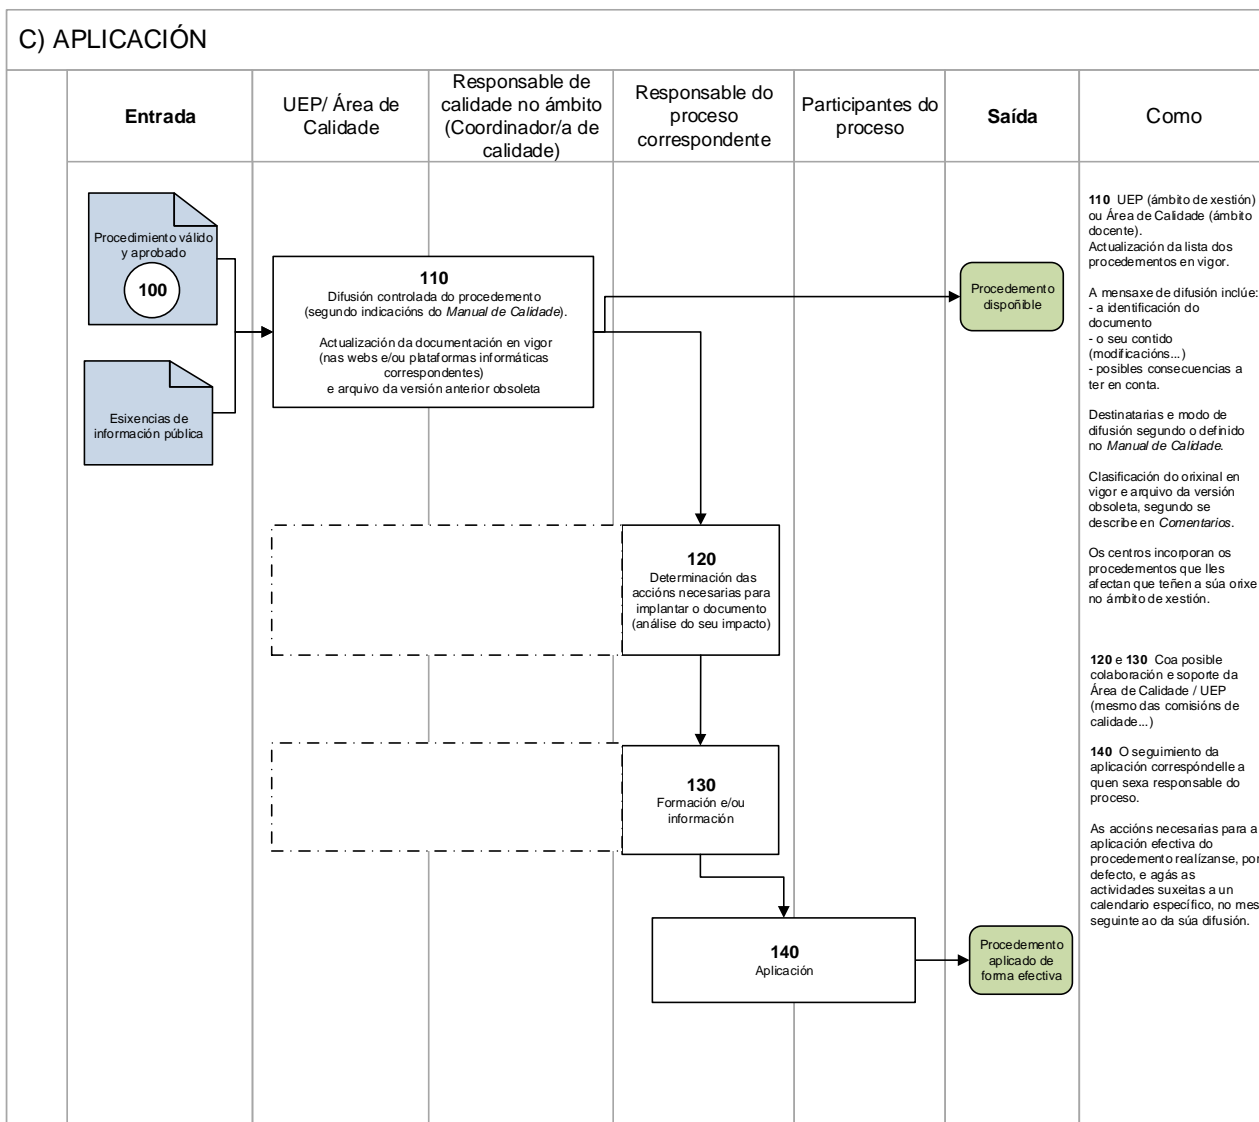 C) APLICACIÓN
Entrada
UEP/ Área de
Calidade
Responsable de
calidade no ámbito
(Coordinador/a de
calidade)
Responsable do
proceso
correspondente
Participantes do
proceso
Saída
Como
Procedimiento válido
y aprobado
100
Esixencias de
información pública
110
Difusión controlada do procedemento
(segundo indicacións do Manual de Calidade).
Actualización da documentación en vigor
(nas webs e/ou plataformas informáticas
correspondentes)
e arquivo da versión anterior obsoleta
Procedemento
dispoñible
120
Determinación das
accións necesarias para
implantar o documento
(análise do seu impacto)
130
Formación e/ou
información
140
Aplicación
Procedemento
aplicado de
forma efectiva
110 UEP (ámbito de xestión)
ou Área de Calidade (ámbito
docente).
Actualización da lista dos
procedementos en vigor.
A mensaxe de difusión inclúe:
- a identificación do
documento
- o seu contido
(modificacións...)
- posibles consecuencias a
ter en conta.
Destinatarias e modo de
difusión segundo o definido
no Manual de Calidade.
Clasificación do orixinal en
vigor e arquivo da versión
obsoleta, segundo se
describe en Comentarios.
Os centros incorporan os
procedementos que lles
afectan que teñen a súa orixe
no ámbito de xestión.
120 e 130 Coa posible
colaboración e soporte da
Área de Calidade / UEP
(mesmo das comisións de
calidade...)
140 O seguimiento da
aplicación correspóndelle a
quen sexa responsable do
proceso.
As accións necesarias para a
aplicación efectiva do
procedemento realízanse, por
defecto, e agás as
actividades suxeitas a un
calendario específico, no mes
seguinte ao da súa difusión.